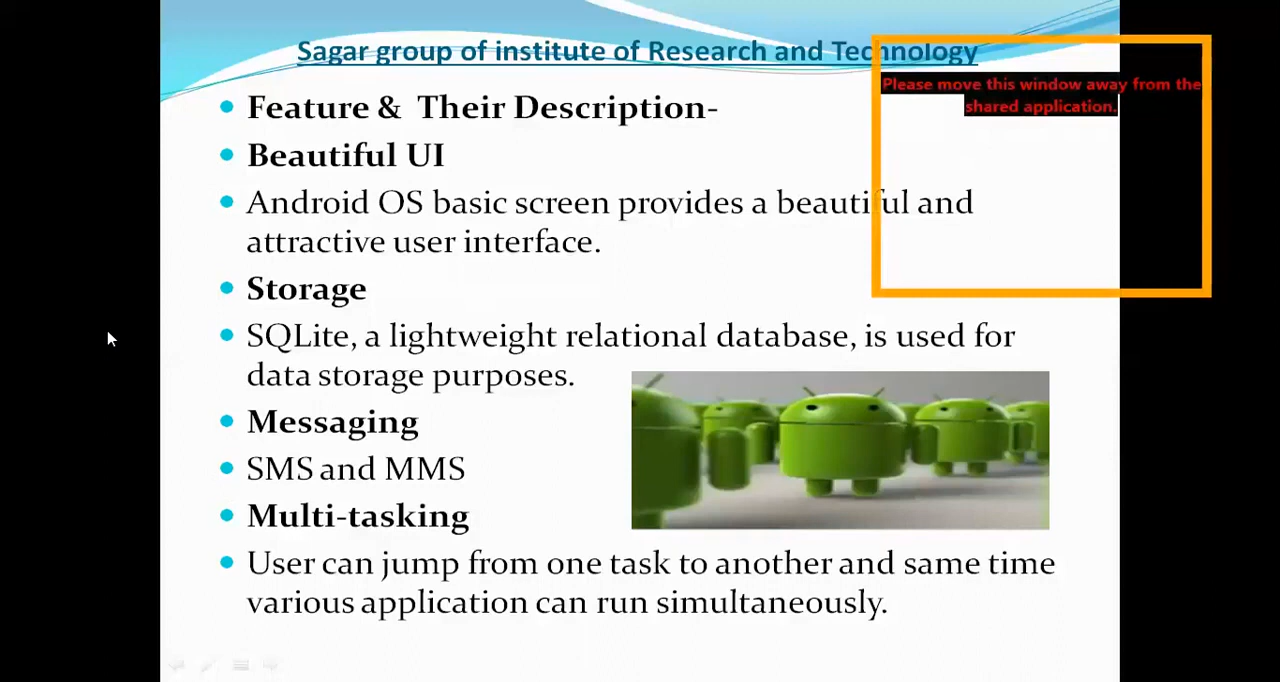 Sagar group of institute of Research and Technology
Please move this window away from the
shared application.
Feature & Their Description-
Beautiful UI
Android OS basic screen provides a beautiful and
attractive user interface.
Storage
SQLite, a lightweight relational database, is used for
data storage purposes.
Messaging
SMS and MMS
Multi-tasking
User can jump from one task to another and same time
various application can run simultaneously.